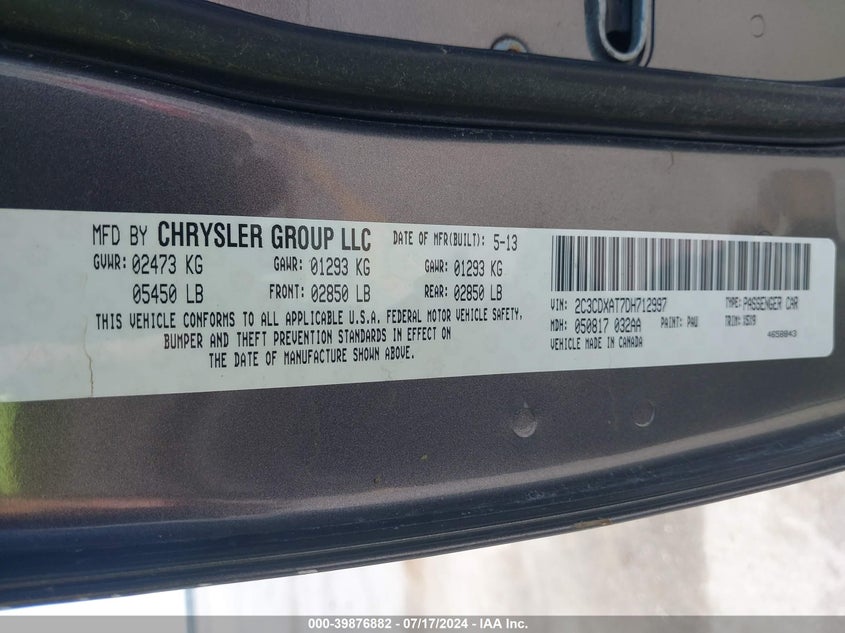 MFD BY CHRYSLER GROUP LLC DATE OF MFR(BUILT): 5-13
GVWR: 02473 KG GAWR: 01293 KG GAWR: 01293 KG
05450 LB FRONT: 02850 LB REAR: 02850 LB
THIS VEHICLE CONFORMS TO ALL APPLICABLE U.S.A. FEDERAL MOTOR VEHICLE SAFETY,
BUMPER AND THEFT PREVENTION STANDARDS IN EFFECT ON
THE DATE OF MANUFACTURE SHOWN ABOVE.
VIN: 2C3CDXAT7DH712997 TYPE: PASSENGER CAR
MDH: 050817 032AA PAINT: PAU TRIM: X5X9
VEHICLE MADE IN CANADA 4658843
000-39876882 - 07/17/2024 - IAA Inc.